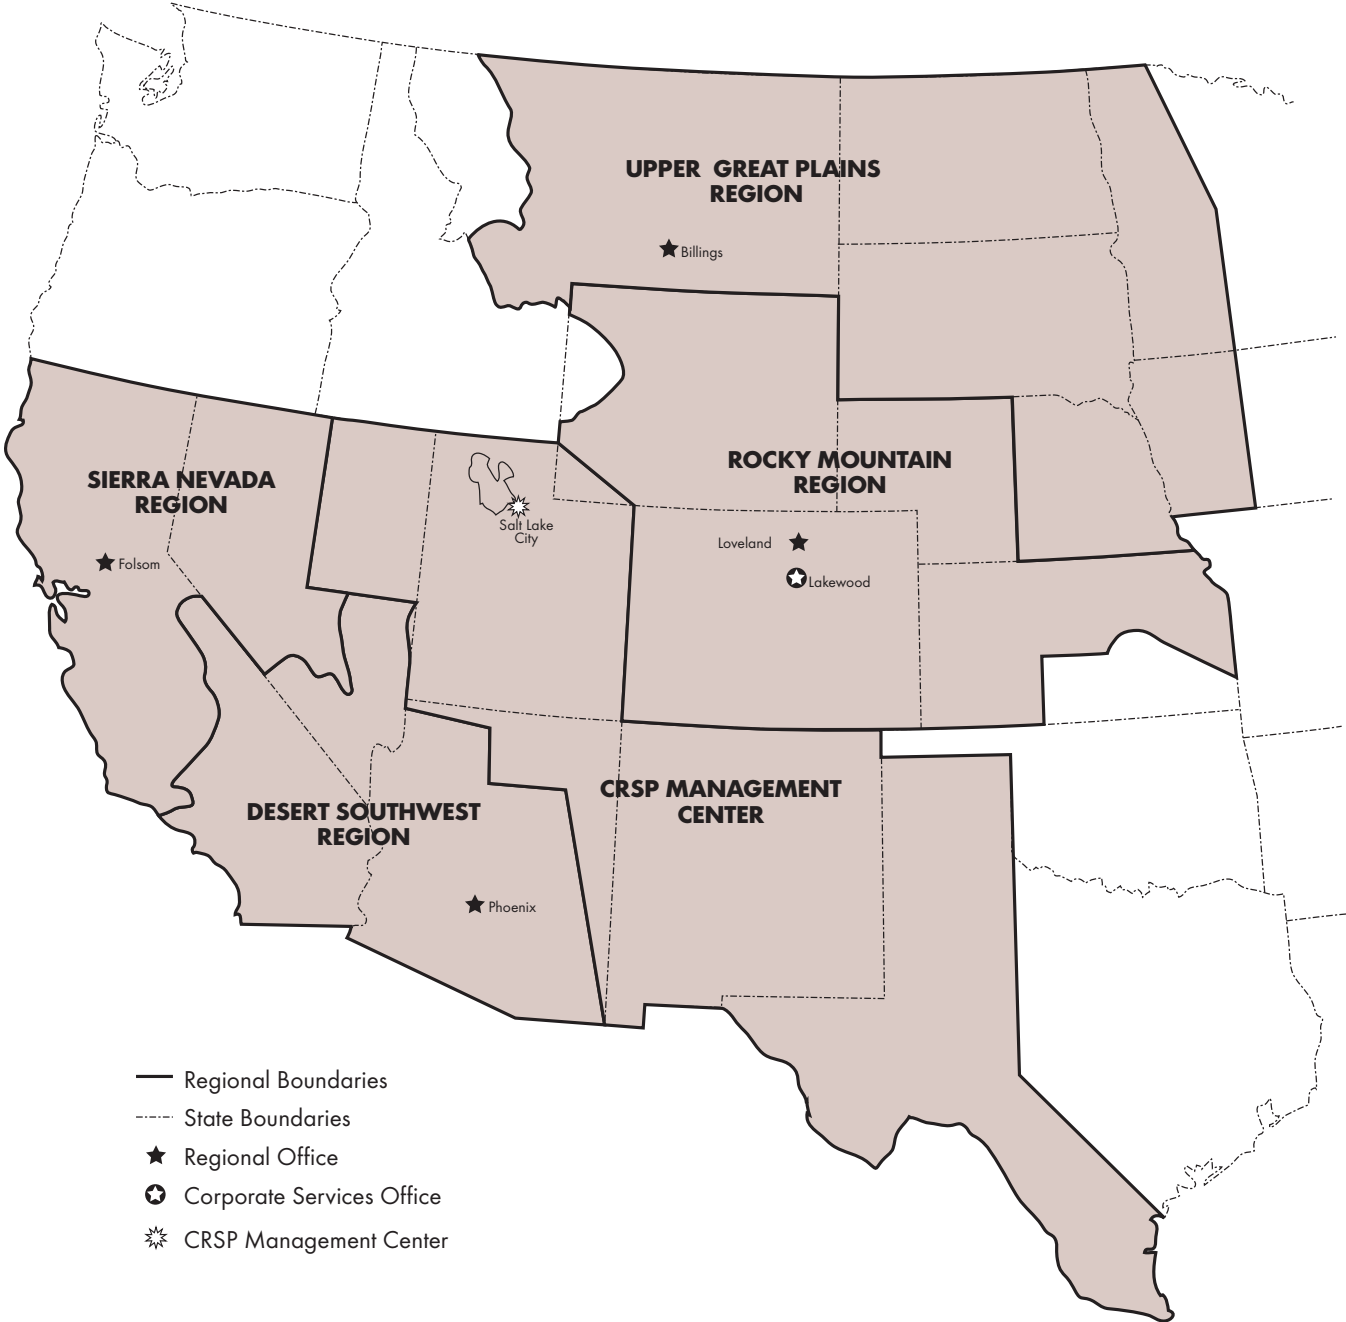 UPPER GREAT PLAINS
REGION
Billings
ROCKY MOUNTAIN
REGION
SIERRA NEVADA
REGION
Salt Lake
City
Loveland
Folsom
Lakewood
CRSP MANAGEMENT
CENTER
DESERT SOUTHWEST
REGION
Phoenix
Regional Boundaries
State Boundaries
Regional Office
Corporate Services Office
CRSP Management Center